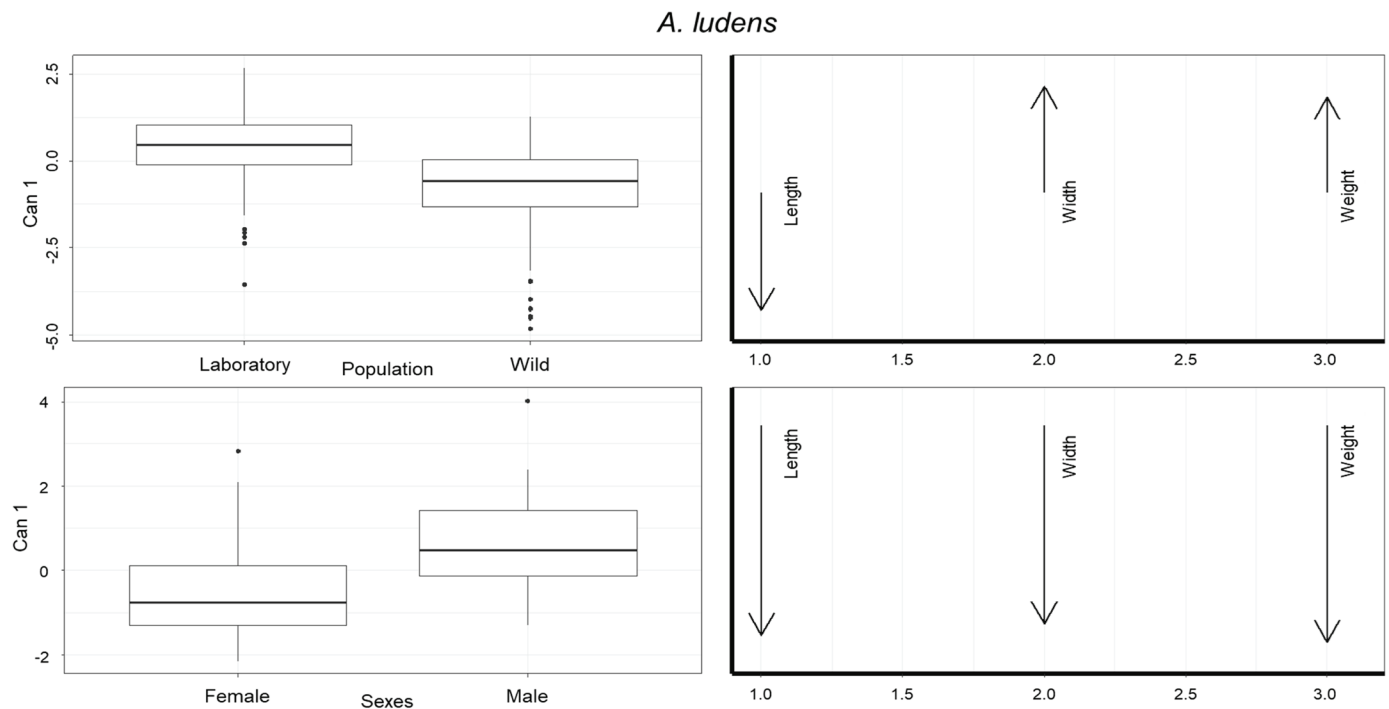 A. ludens
Can 1
2.5
0.0
-2.5
-5.0
Laboratory
Population
Wild
Length
Width
Weight
1.0
1.5
2.0
2.5
3.0
Can 1
4
2
0
-2
Female
Sexes
Male
Length
Width
Weight
1.0
1.5
2.0
2.5
3.0